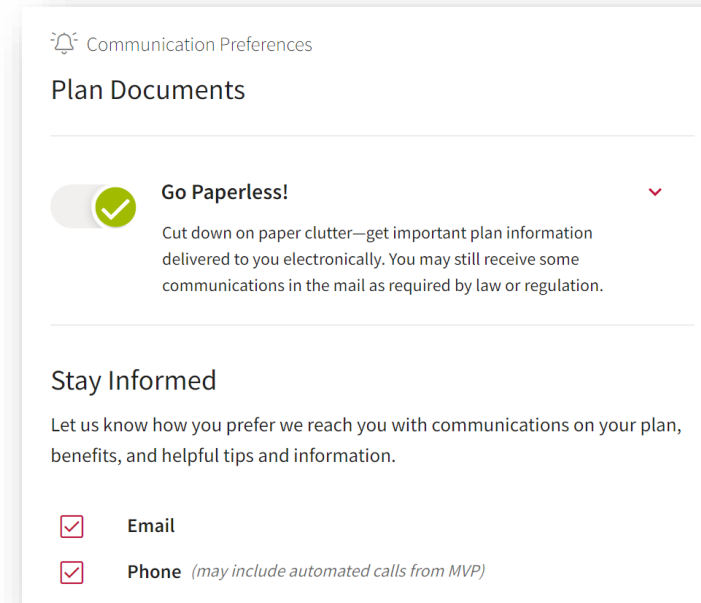 Communication Preferences
Plan Documents
Go Paperless!
Cut down on paper clutter—get important plan information
delivered to you electronically. You may still receive some
communications in the mail as required by law or regulation.
Stay Informed
Let us know how you prefer we reach you with communications on your plan,
benefits, and helpful tips and information.
Email
Phone (may include automated calls from MVP)